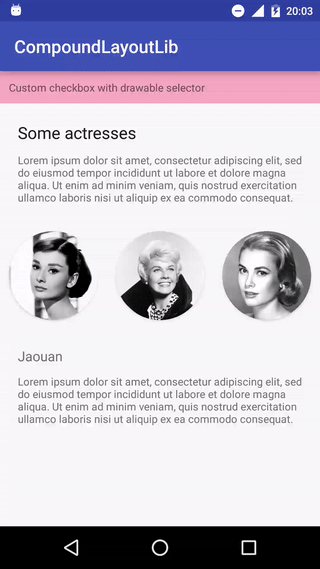 20:03
CompoundLayoutLib
Custom checkbox with drawable selector
Some actresses
Lorem ipsum dolor sit amet, consectetur adipiscing elit, sed
do eiusmod tempor incididunt ut labore et dolore magna
aliqua. Ut enim ad minim veniam, quis nostrud exercitation
ullamco laboris nisi ut aliquip ex ea commodo consequat.
Jaouan
Lorem ipsum dolor sit amet, consectetur adipiscing elit, sed
do eiusmod tempor incididunt ut labore et dolore magna
aliqua. Ut enim ad minim veniam, quis nostrud exercitation
ullamco laboris nisi ut aliquip ex ea commodo consequat.